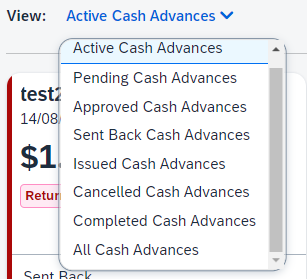 View: Active Cash Advances
Active Cash Advances
Pending Cash Advances
Approved Cash Advances
Sent Back Cash Advances
Issued Cash Advances
Cancelled Cash Advances
Completed Cash Advances
All Cash Advances
test2
14/08/
$1
Sent Back